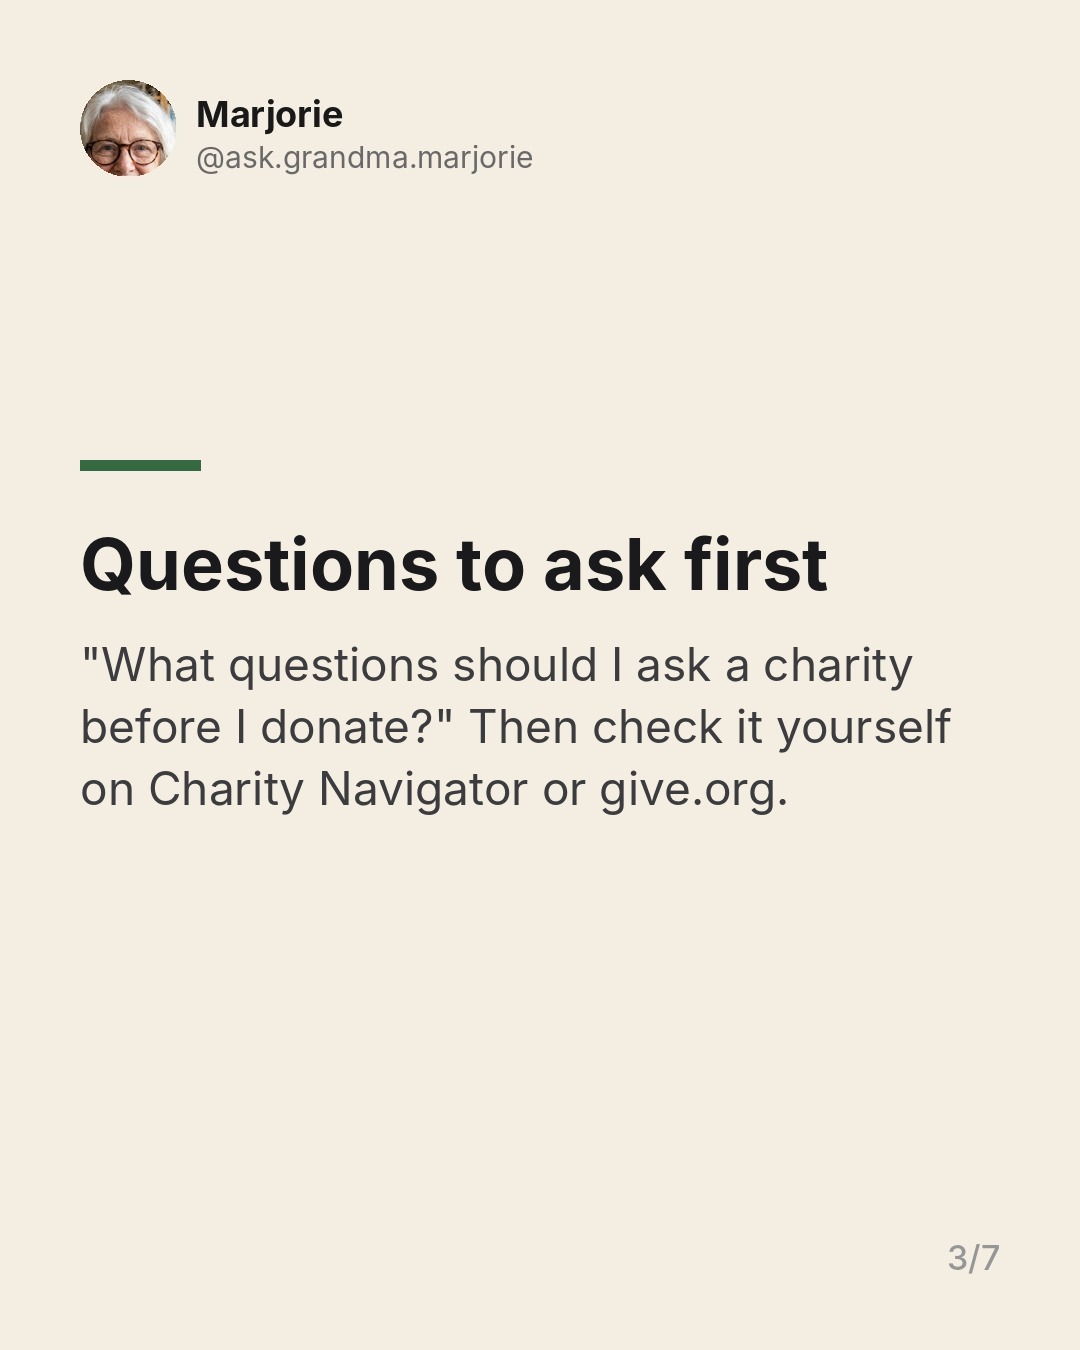 Marjorie
@ask.grandma.marjorie
Questions to ask first
"What questions should I ask a charity
before I donate?" Then check it yourself
on Charity Navigator or give.org.
3/7